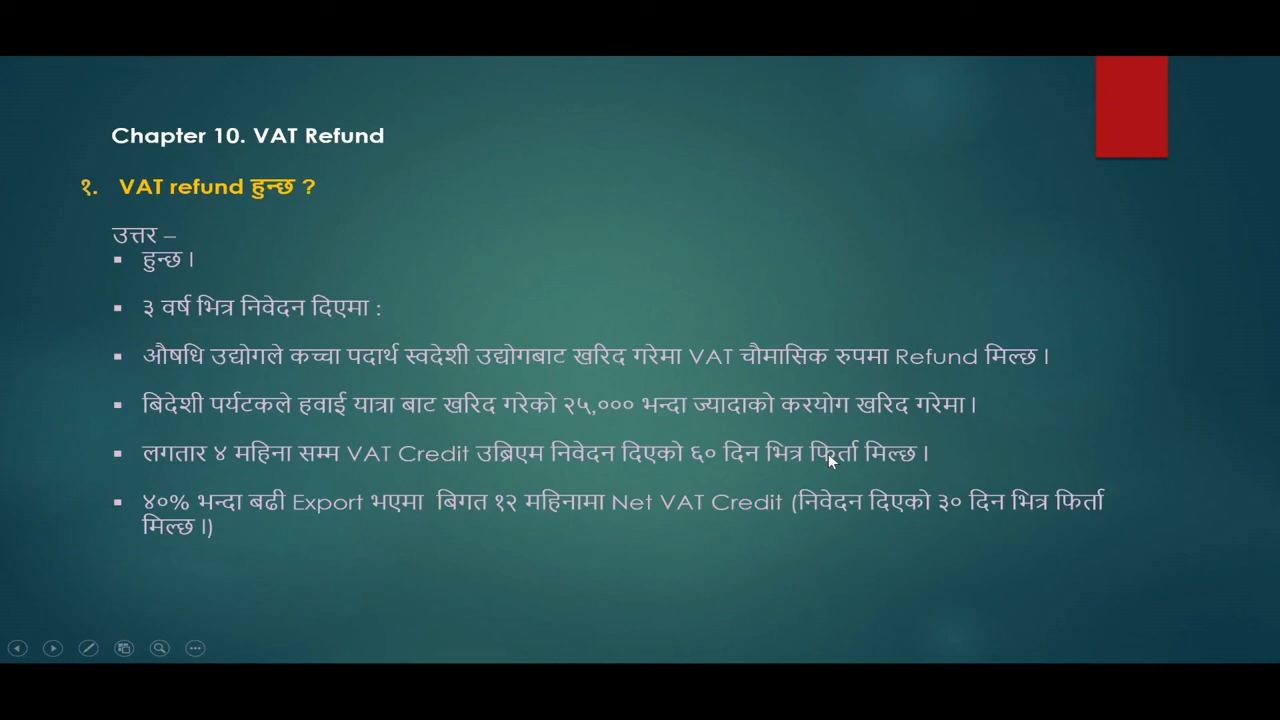 Chapter 10. VAT Refund
१. VAT refund हुन्छ ?
उत्तर –
▪ हुन्छ ।
▪ ३ वर्ष भित्र निवेदन दिएमा :
▪ औषधि उद्योगले कच्चा पदार्थ स्वदेशी उद्योगबाट खरिद गरेमा VAT चौमासिक रुपमा Refund मिल्छ ।
▪ बिदेशी पर्यटकले हवाई यात्रा बाट खरिद गरेको २५,००० भन्दा ज्यादाको करयोग खरिद गरेमा ।
▪ लगतार ४ महिना सम्म VAT Credit उब्रिएम निवेदन दिएको ६० दिन भित्र फिर्ता मिल्छ ।
▪ ४०% भन्दा बढी Export भएमा बिगत १२ महिनामा Net VAT Credit (निवेदन दिएको ३० दिन भित्र फिर्ता
मिल्छ ।)